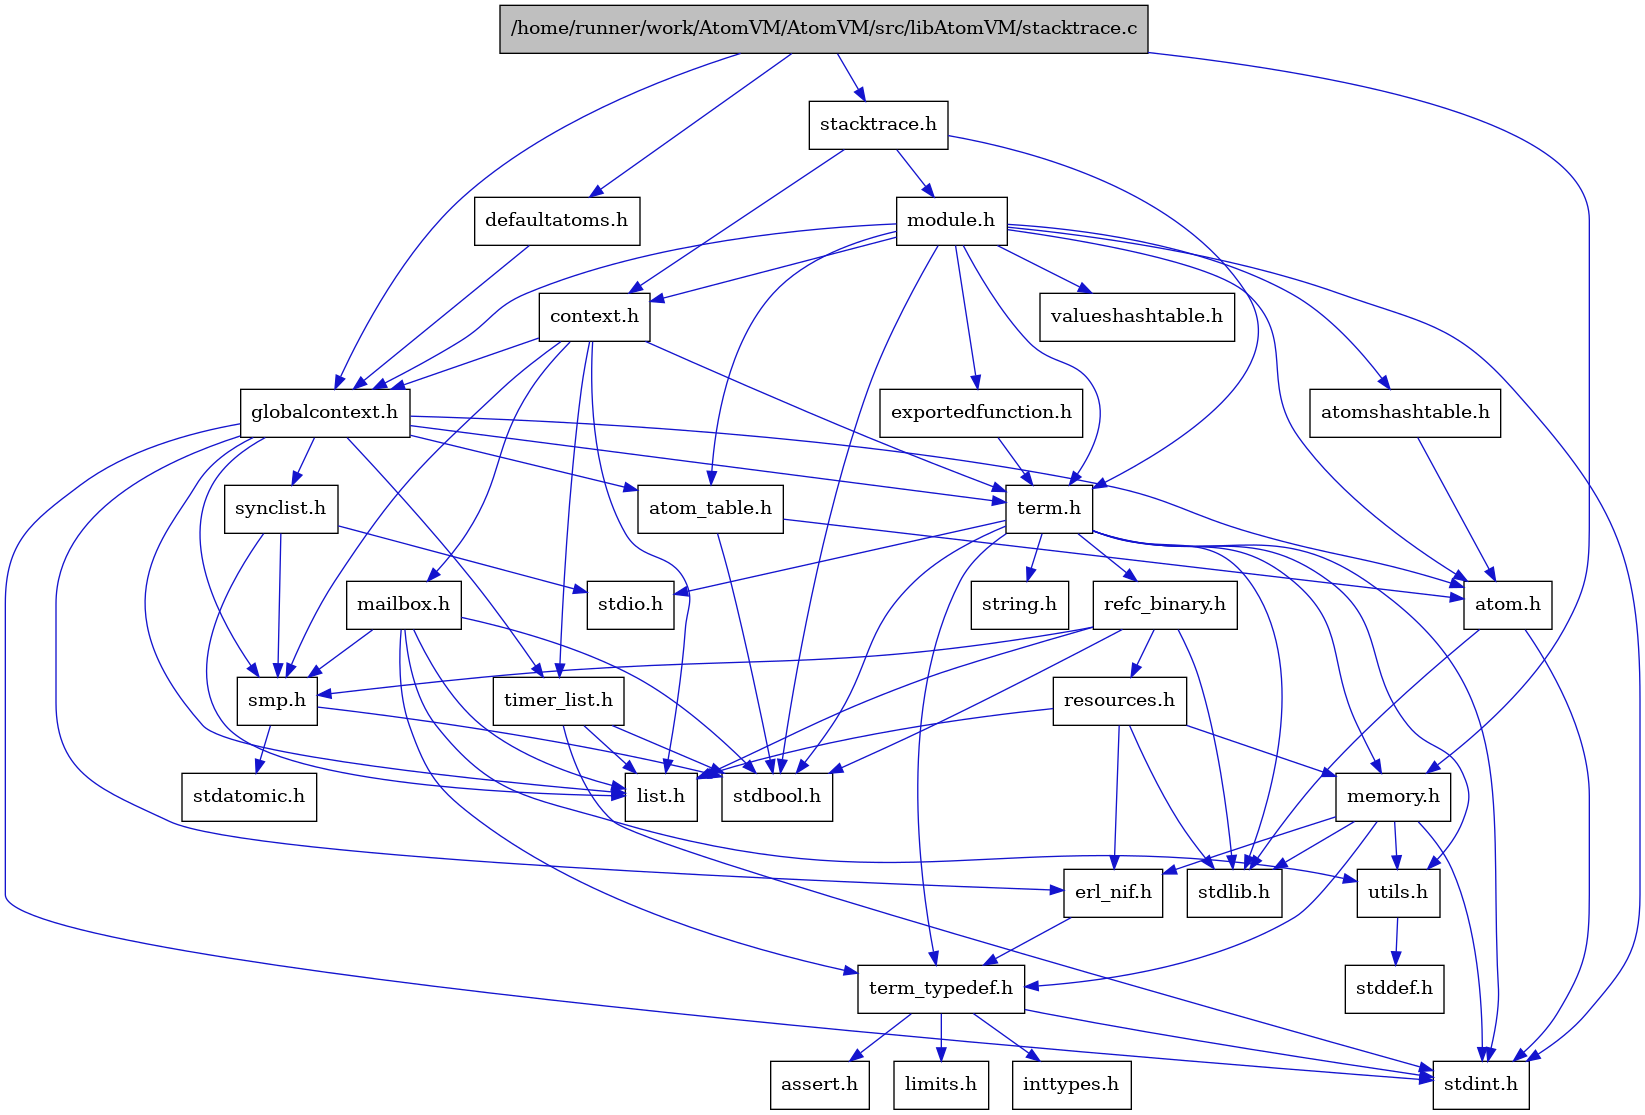 /home/runner/work/AtomVM/AtomVM/src/libAtomVM/stacktrace.c
stacktrace.h
defaultatoms.h
module.h
context.h
valueshashtable.h
globalcontext.h
exportedfunction.h
atomshashtable.h
synclist.h
atom_table.h
term.h
mailbox.h
stdio.h
string.h
refc_binary.h
atom.h
smp.h
timer_list.h
resources.h
stdatomic.h
list.h
stdbool.h
memory.h
erl_nif.h
stdlib.h
utils.h
term_typedef.h
stddef.h
assert.h
limits.h
inttypes.h
stdint.h